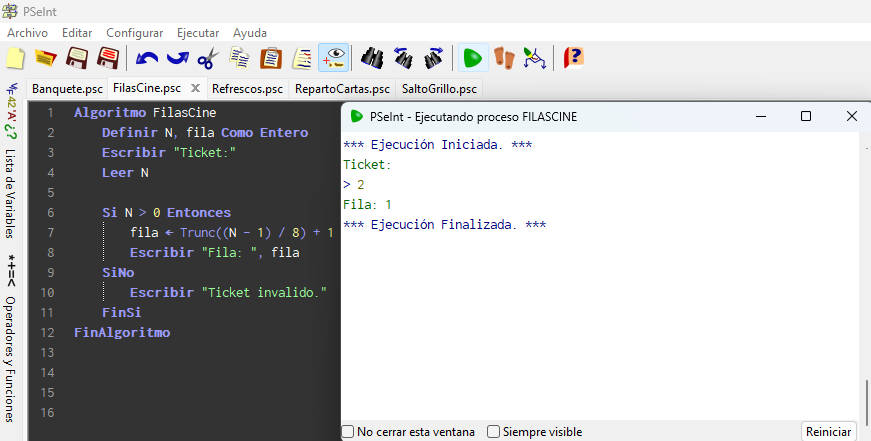 PSeInt
Archivo Editar Configurar Ejecutar Ayuda
Banquete.psc FilasCine.psc Refrescos.psc RepartoCartas.psc SaltoGrillo.psc
Lista de Variables
*+=< Operadores y Funciones
1 Algoritmo FilasCine
2 Definir N, fila Como Entero
3 Escribir "Ticket:"
4 Leer N
5
6 Si N > 0 Entonces
7 fila ← Trunc((N - 1) / 8) + 1
8 Escribir "Fila: ", fila
9 SiNo
10 Escribir "Ticket invalido."
11 FinSi
12 FinAlgoritmo
13
14
15
16
PSeInt - Ejecutando proceso FILASCINE
*** Ejecución Iniciada. ***
Ticket:
> 2
Fila: 1
*** Ejecución Finalizada. ***
No cerrar esta ventana Siempre visible Reiniciar